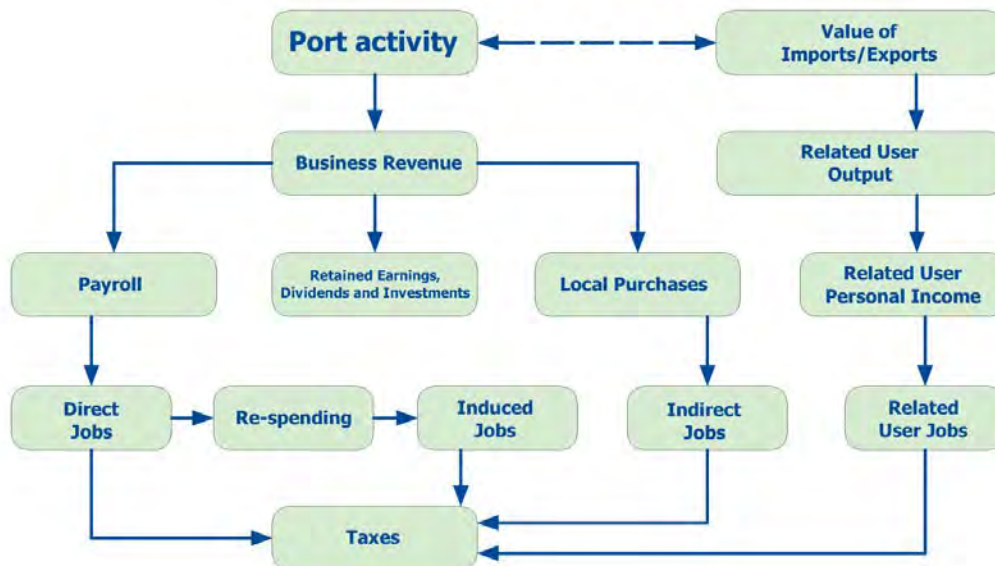 Port activity
Value of
Imports/Exports
Business Revenue
Related User
Output
Payroll
Retained Earnings,
Dividends and Investments
Local Purchases
Related User
Personal Income
Direct
Jobs
Re-spending
Induced
Jobs
Indirect
Jobs
Related
User Jobs
Taxes